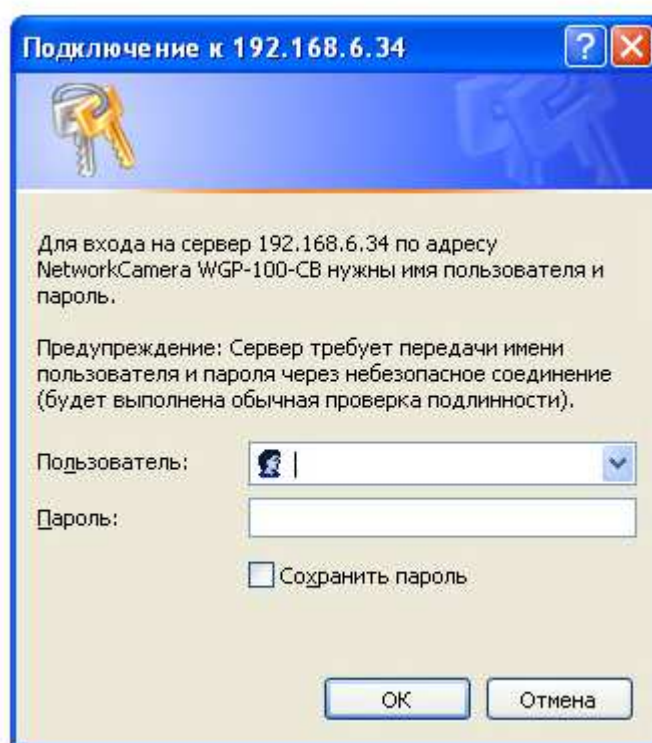 Подключение к 192.168.6.34
Для входа на сервер 192.168.6.34 по адресу
NetworkCamera WGP-100-CB нужны имя пользователя и
пароль.
Предупреждение: Сервер требует передачи имени
пользователя и пароля через небезопасное соединение
(будет выполнена обычная проверка подлинности).
Пользователь:
Пароль:
Сохранить пароль
ОК
Отмена